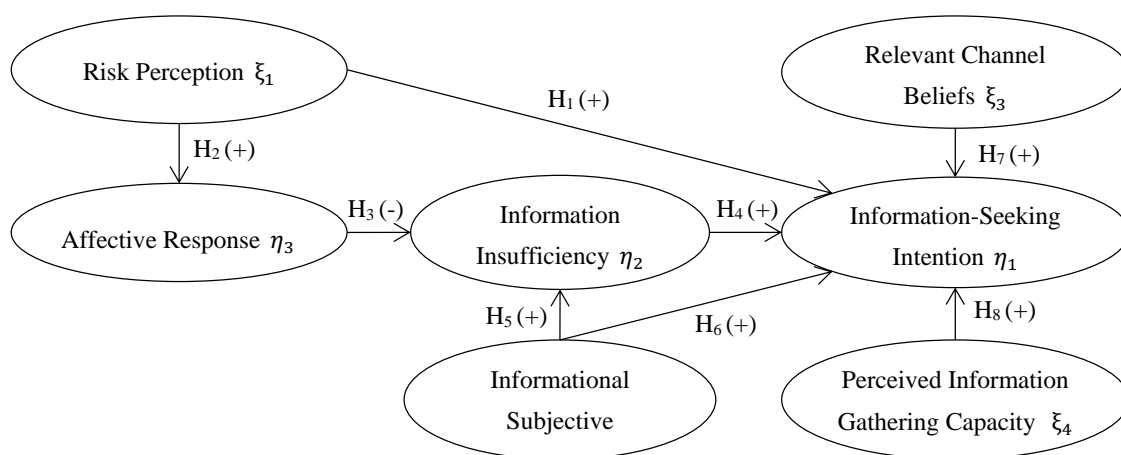 Risk Perception ξ₁
Relevant Channel
Beliefs ξ₃
H₁ (+)
H₂ (+)
H₇ (+)
Affective Response η₃
H₃ (-)
Information
Insufficiency η₂
H₄ (+)
Information-Seeking
Intention η₁
H₅ (+)
H₆ (+)
H₈ (+)
Informational
Subjective
Perceived Information
Gathering Capacity ξ₄